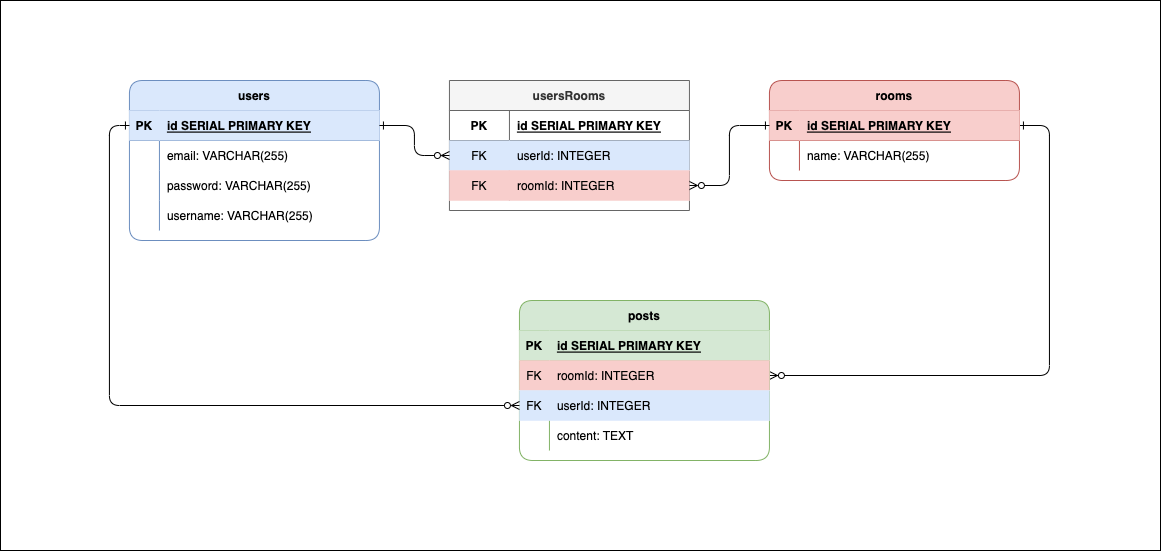 users
PK id SERIAL PRIMARY KEY
email: VARCHAR(255)
password: VARCHAR(255)
username: VARCHAR(255)
usersRooms
PK id SERIAL PRIMARY KEY
FK userId: INTEGER
FK roomId: INTEGER
rooms
PK id SERIAL PRIMARY KEY
name: VARCHAR(255)
posts
PK id SERIAL PRIMARY KEY
FK roomId: INTEGER
FK userId: INTEGER
content: TEXT